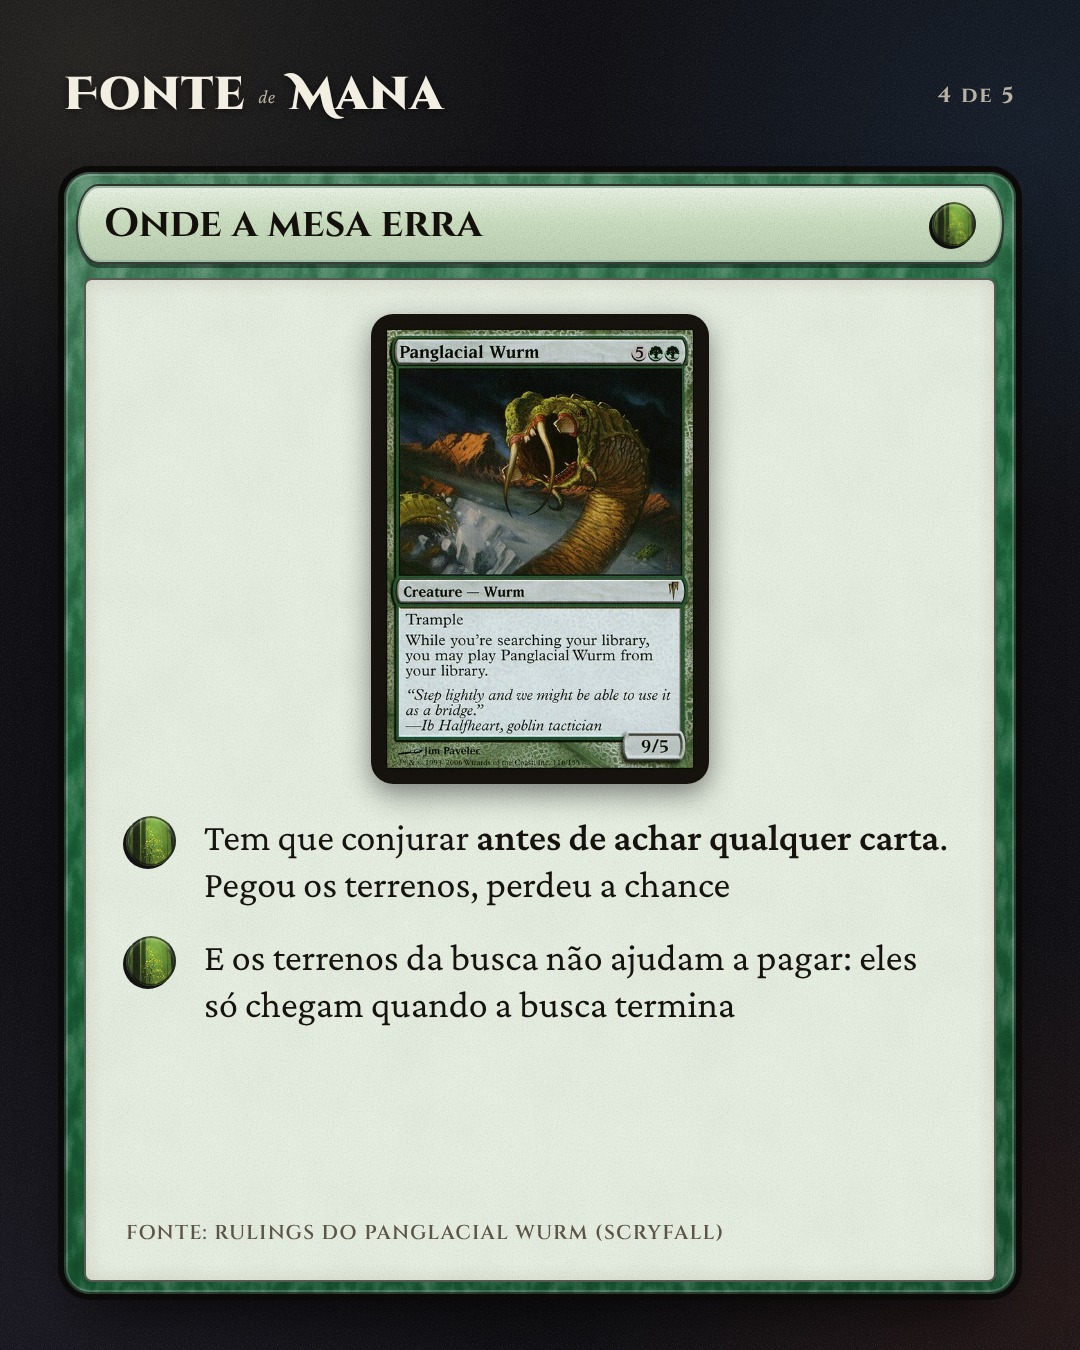 Fonte de Mana
4 de 5
Onde a mesa erra
Panglacial Wurm 5
Creature — Wurm
Trample
While you're searching your library,
you may play Panglacial Wurm from
your library.
“Step lightly and we might be able to use it
as a bridge.”
—Ib Halfheart, goblin tactician
9/5
Jim Pavelec
Tem que conjurar antes de achar qualquer carta.
Pegou os terrenos, perdeu a chance
E os terrenos da busca não ajudam a pagar: eles
só chegam quando a busca termina
Fonte: Rulings do Panglacial Wurm (Scryfall)